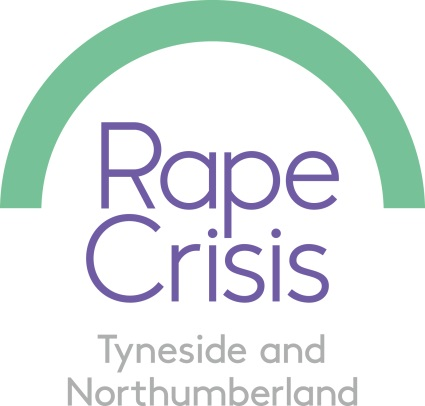 Rape
Crisis
Tyneside and
Northumberland